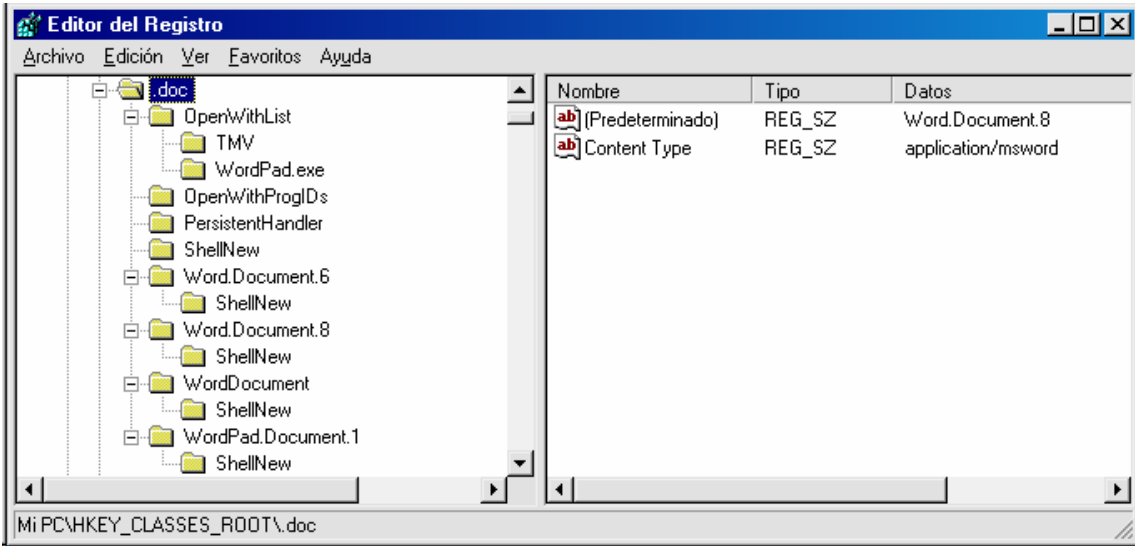 Editor del Registro
Archivo Edición Ver Favoritos Ayuda
.doc
OpenWithList
TMV
WordPad.exe
OpenWithProgIDs
PersistentHandler
ShellNew
Word.Document.6
ShellNew
Word.Document.8
ShellNew
WordDocument
ShellNew
WordPad.Document.1
ShellNew
Nombre Tipo Datos
ab (Predeterminado) REG_SZ Word.Document.8
ab Content Type REG_SZ application/msword
Mi PC\HKEY_CLASSES_ROOT\.doc